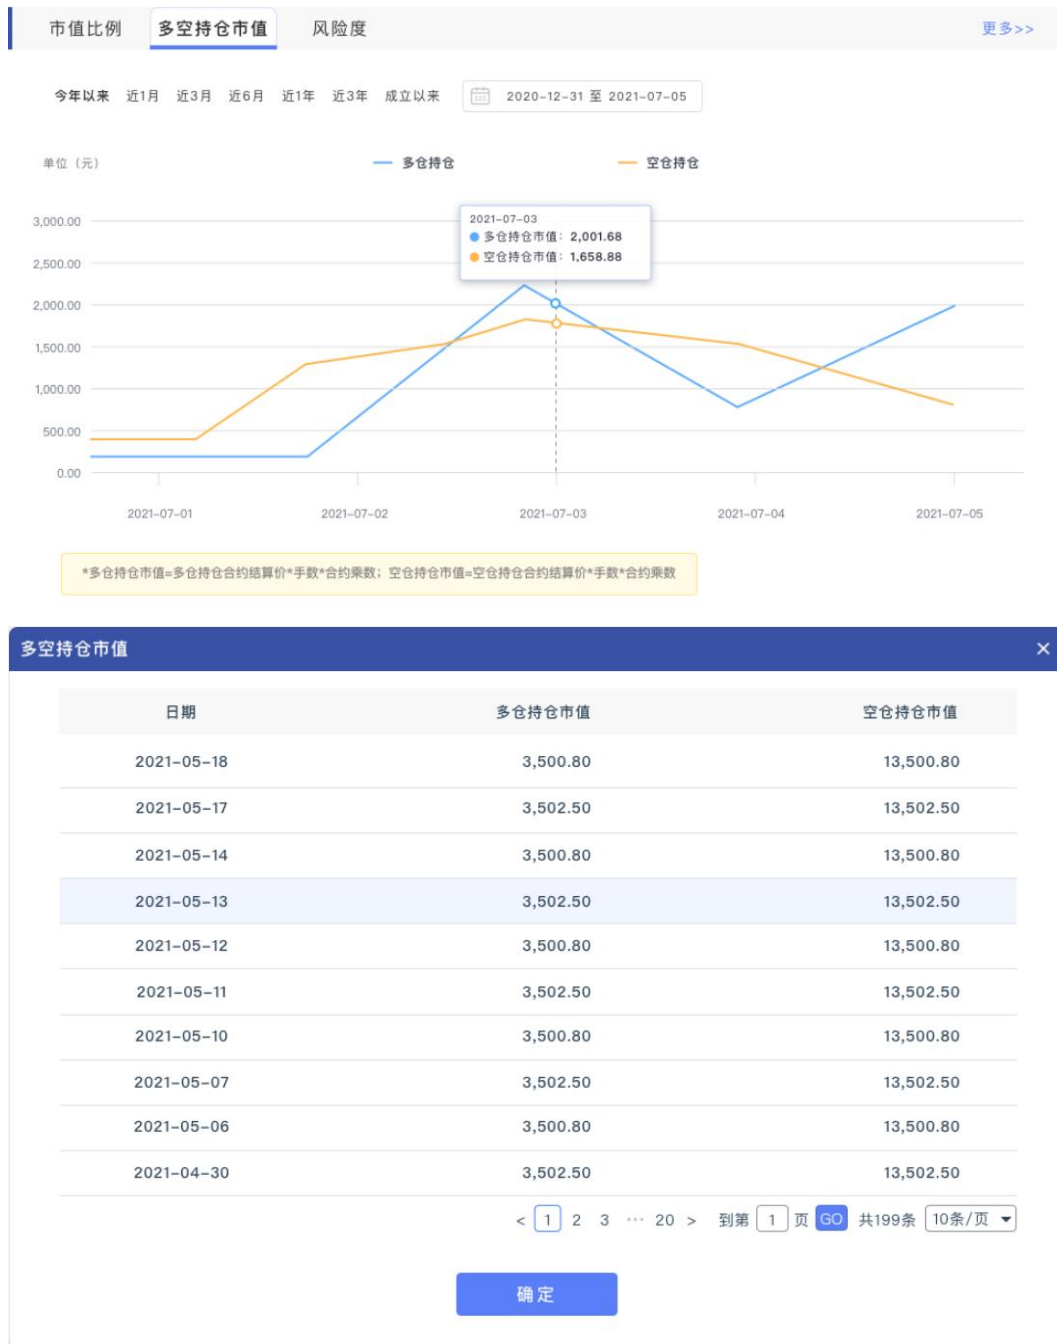 市值比例 多空持仓市值 风险度 更多>>
今年以来 近1月 近3月 近6月 近1年 近3年 成立以来 2020-12-31 至 2021-07-05
单位（元） 多仓持仓 空仓持仓
2021-07-03
多仓持仓市值：2,001.68
空仓持仓市值：1,658.88
3,000.00
2,500.00
2,000.00
1,500.00
1,000.00
500.00
0.00
2021-07-01 2021-07-02 2021-07-03 2021-07-04 2021-07-05
*多仓持仓市值=多仓持仓合约结算价*手数*合约乘数；空仓持仓市值=空仓持仓合约结算价*手数*合约乘数
多空持仓市值 ×
日期 多仓持仓市值 空仓持仓市值
2021-05-18 3,500.80 13,500.80
2021-05-17 3,502.50 13,502.50
2021-05-14 3,500.80 13,500.80
2021-05-13 3,502.50 13,502.50
2021-05-12 3,500.80 13,500.80
2021-05-11 3,502.50 13,502.50
2021-05-10 3,500.80 13,500.80
2021-05-07 3,502.50 13,502.50
2021-05-06 3,500.80 13,500.80
2021-04-30 3,502.50 13,502.50
< 1 2 3 ··· 20 > 到第 1 页 GO 共199条 10条/页
确定